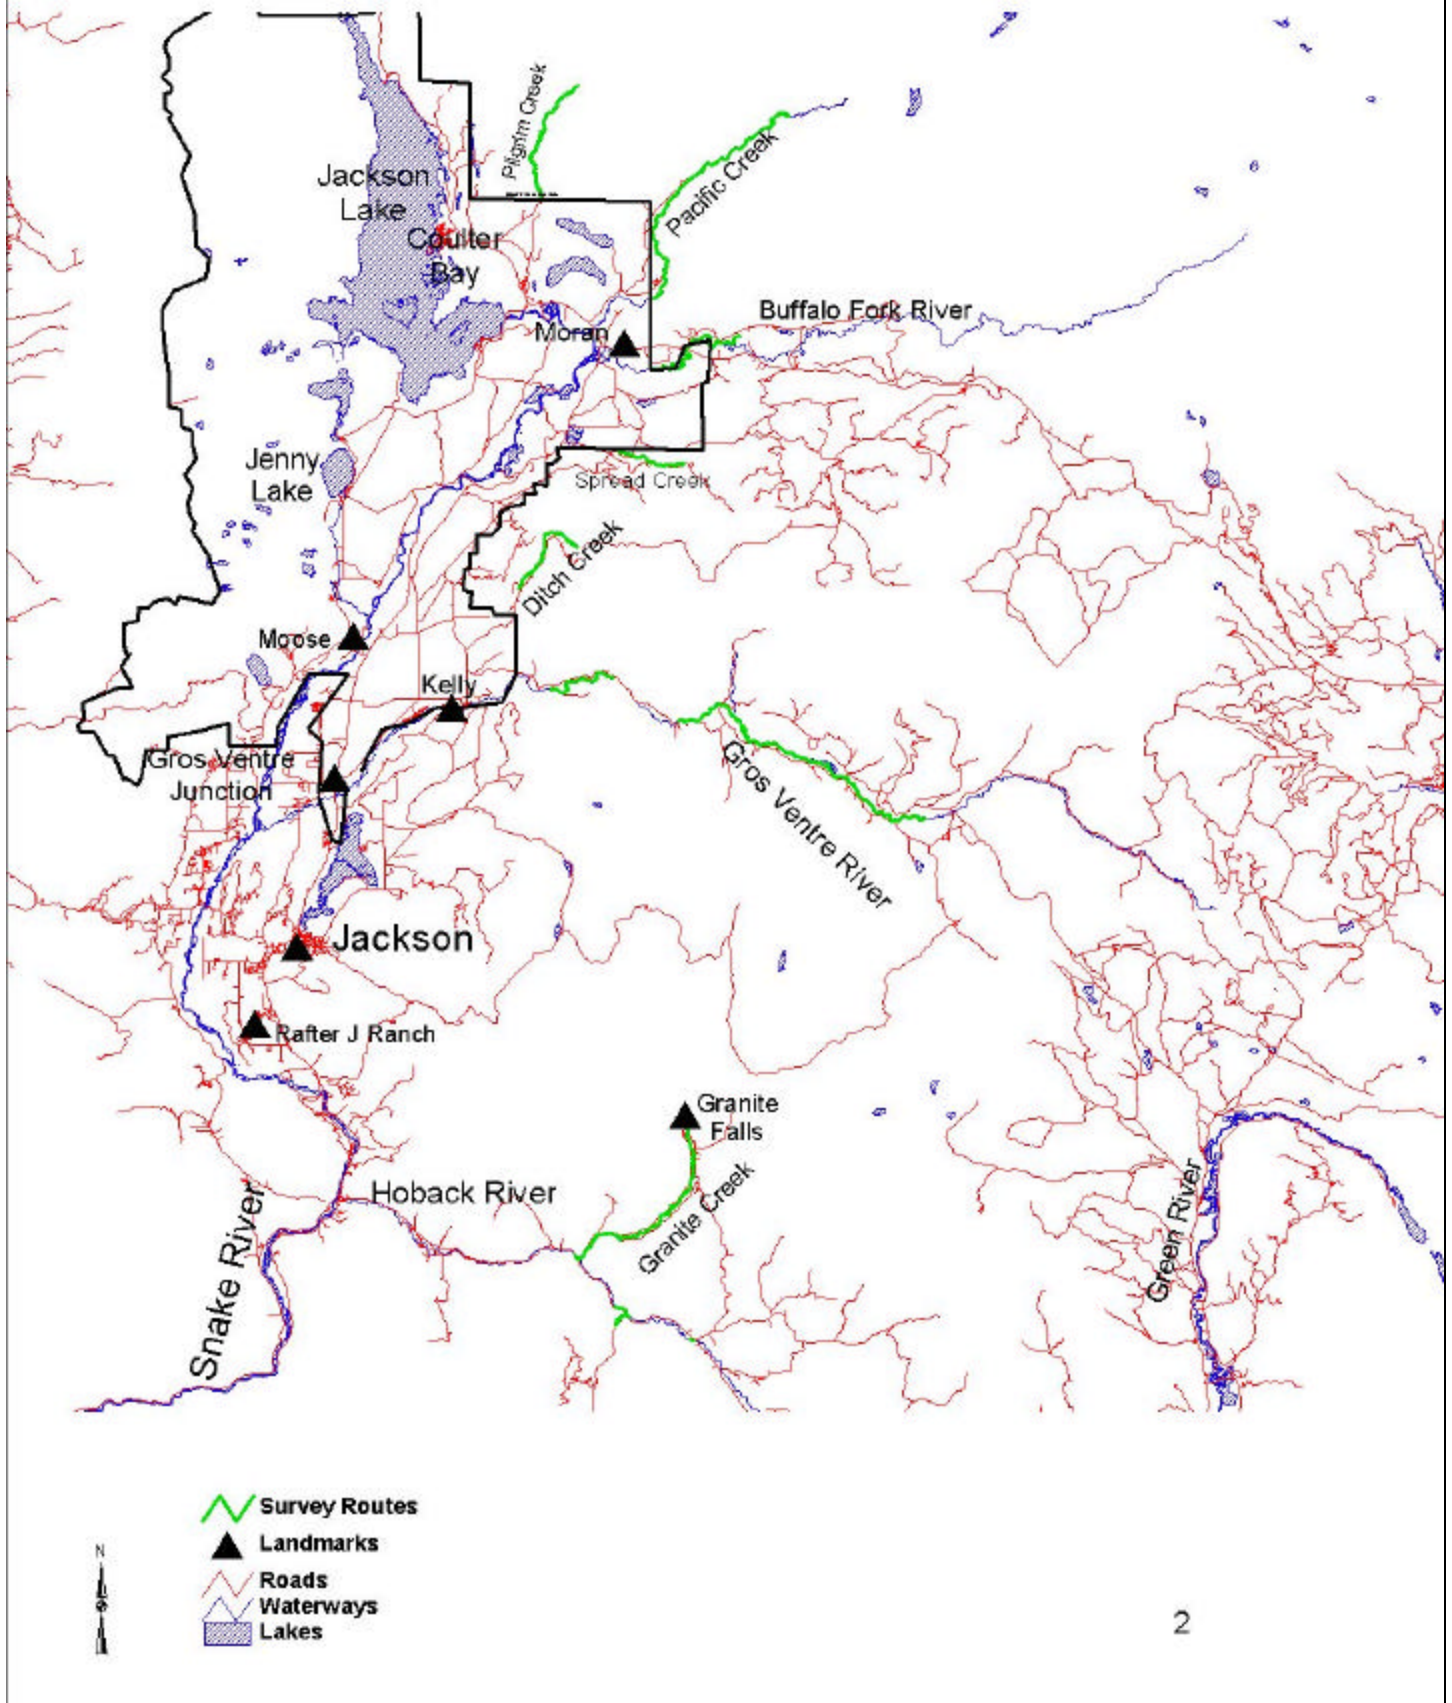 Pilgrim Creek
Pacific Creek
Jackson
Lake
Coulter
Bay
Buffalo Fork River
Moran
Jenny
Lake
Spread Creek
Ditch Creek
Moose
Kelly
Gros Ventre
Junction
Gros Ventre River
Jackson
Rafter J Ranch
Granite
Falls
Hoback River
Granite Creek
Snake River
Green River
Survey Routes
N
Landmarks
Roads
Waterways
Lakes
2